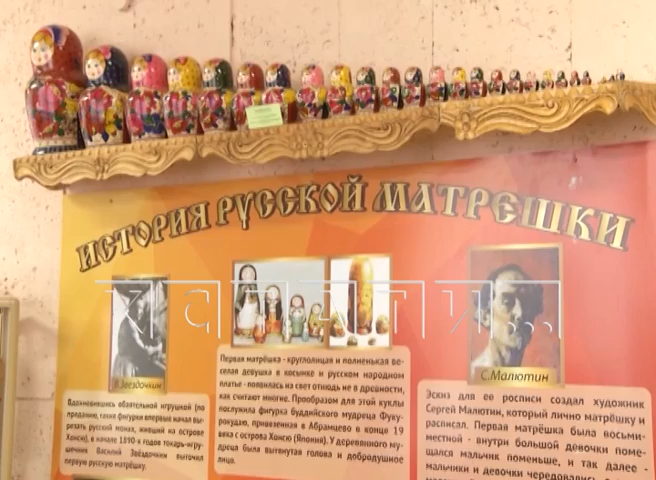 ИСТОРИЯ РУССКОЙ МАТРЕШКИ
кстати...
В.Звёздочкин
С.Малютин
Вдохновившись обаятельной игрушкой (по
преданию, такие фигурки впервые начал вы-
резать русский монах, живший на острове
Хонсю), в начале 1890-х годов токарь-игру-
шечник Василий Звёздочкин выточил
первую русскую матрёшку.
Первая матрёшка - круглолицая и полненькая ве-
селая девушка в косынке и русском народном
платье - появилась на свет отнюдь не в древности,
как считают многие. Прообразом для этой куклы
послужила фигурка буддийского мудреца Фуку-
рокудзю, привезенная в Абрамцево в конце 19
века с острова Хонсю (Япония). У деревянного му-
дреца была вытянутая голова и добродушное
лицо.
Эскиз для ее росписи создал художник
Сергей Малютин, который лично матрёшку и
расписал. Первая матрёшка была восьми-
местной - внутри большой девочки поме-
щался мальчик поменьше, и так далее -
мальчики и девочки чередовались